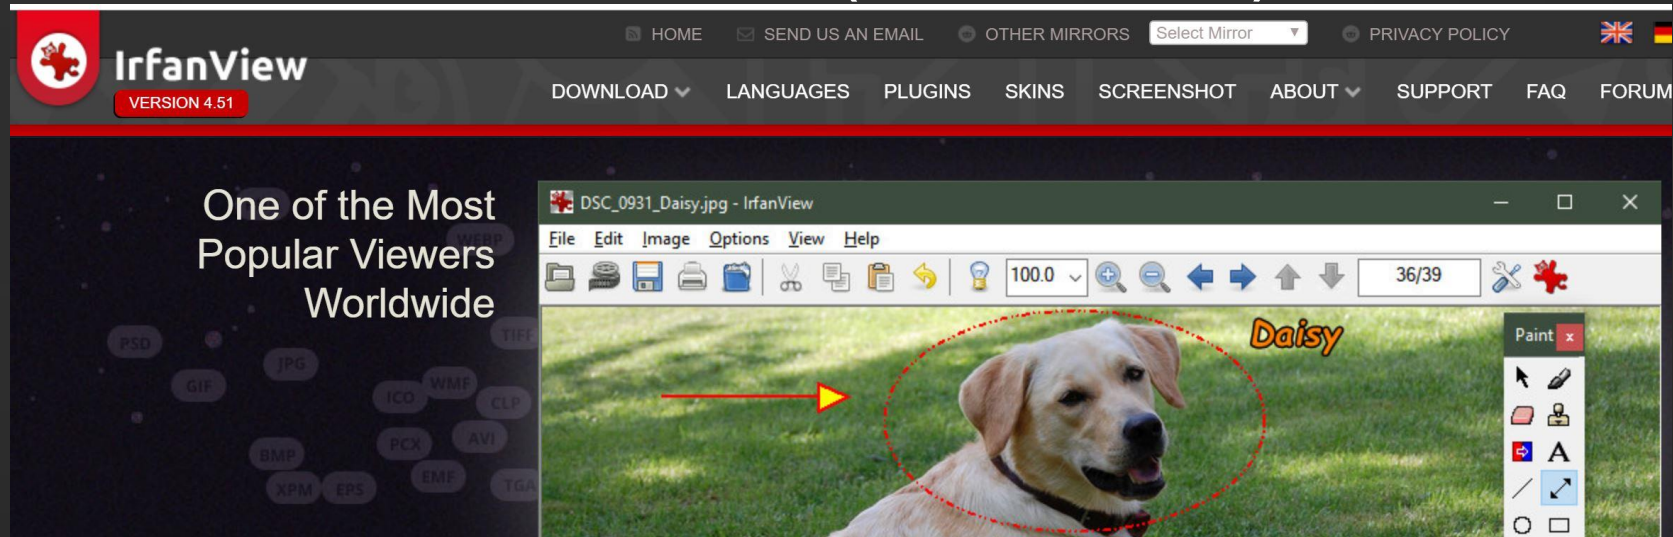 HOME SEND US AN EMAIL OTHER MIRRORS Select Mirror PRIVACY POLICY
IrfanView
VERSION 4.51
DOWNLOAD LANGUAGES PLUGINS SKINS SCREENSHOT ABOUT SUPPORT FAQ FORUM
One of the Most
Popular Viewers
Worldwide
WEBP
TIFF
PSD
JPG
GIF
WMF
ICO
CLP
AVI
PCX
BMP
EMF
TGA
XPM
EPS
DSC_0931_Daisy.jpg - IrfanView
File Edit Image Options View Help
100.0 36/39
Daisy
Paint x
A